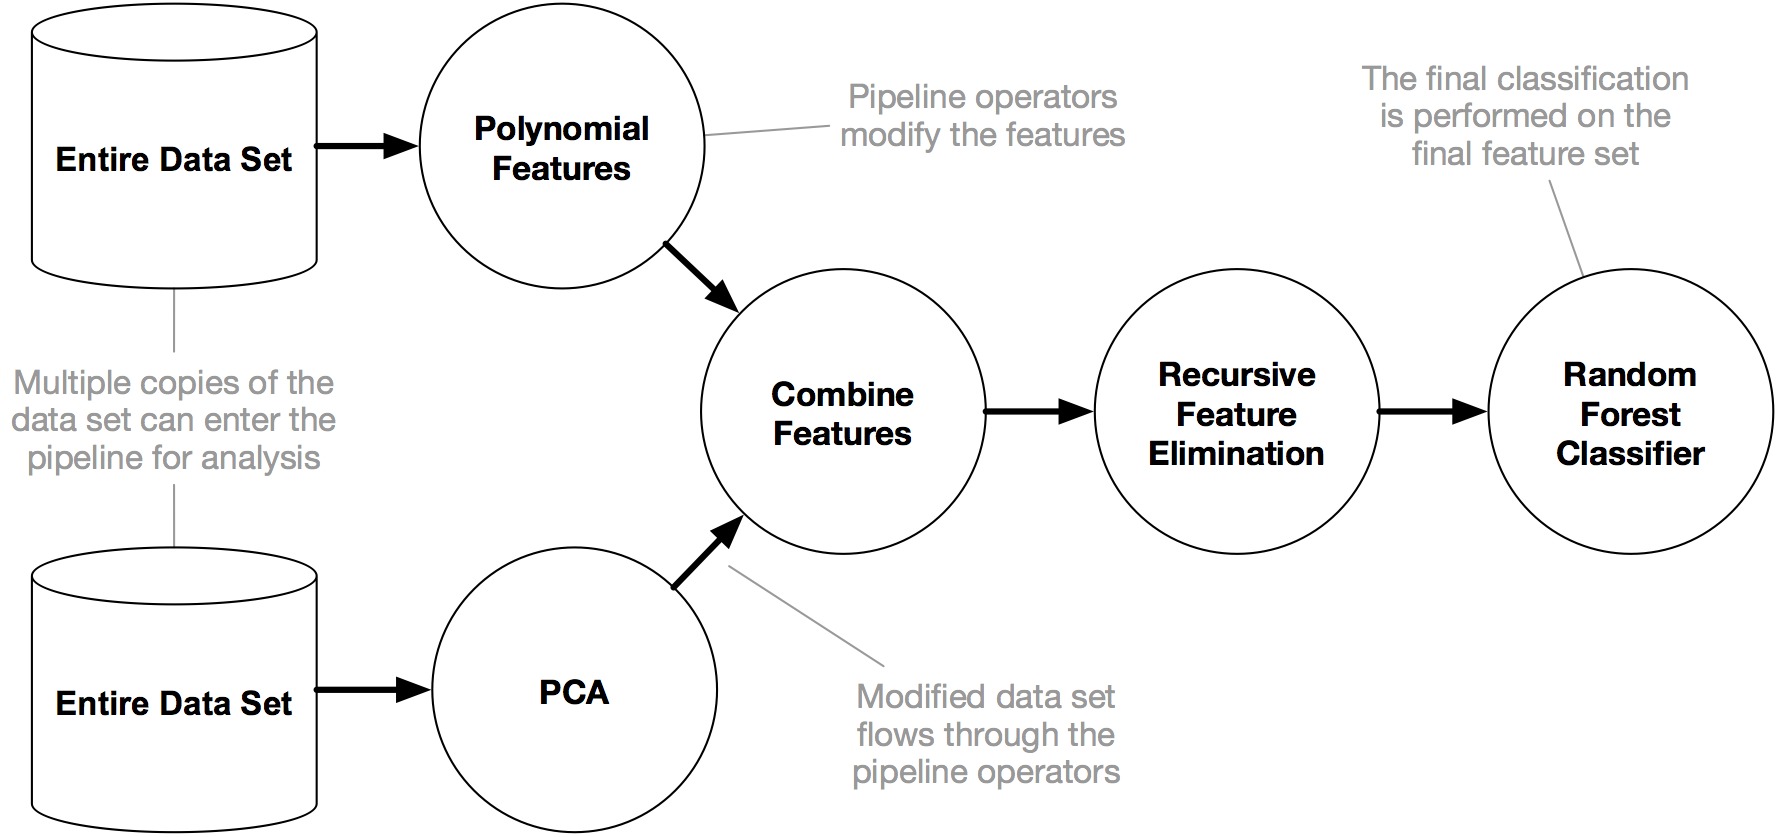 Entire Data Set
Polynomial
Features
Pipeline operators
modify the features
The final classification
is performed on the
final feature set
Multiple copies of the
data set can enter the
pipeline for analysis
Combine
Features
Recursive
Feature
Elimination
Random
Forest
Classifier
Entire Data Set
PCA
Modified data set
flows through the
pipeline operators